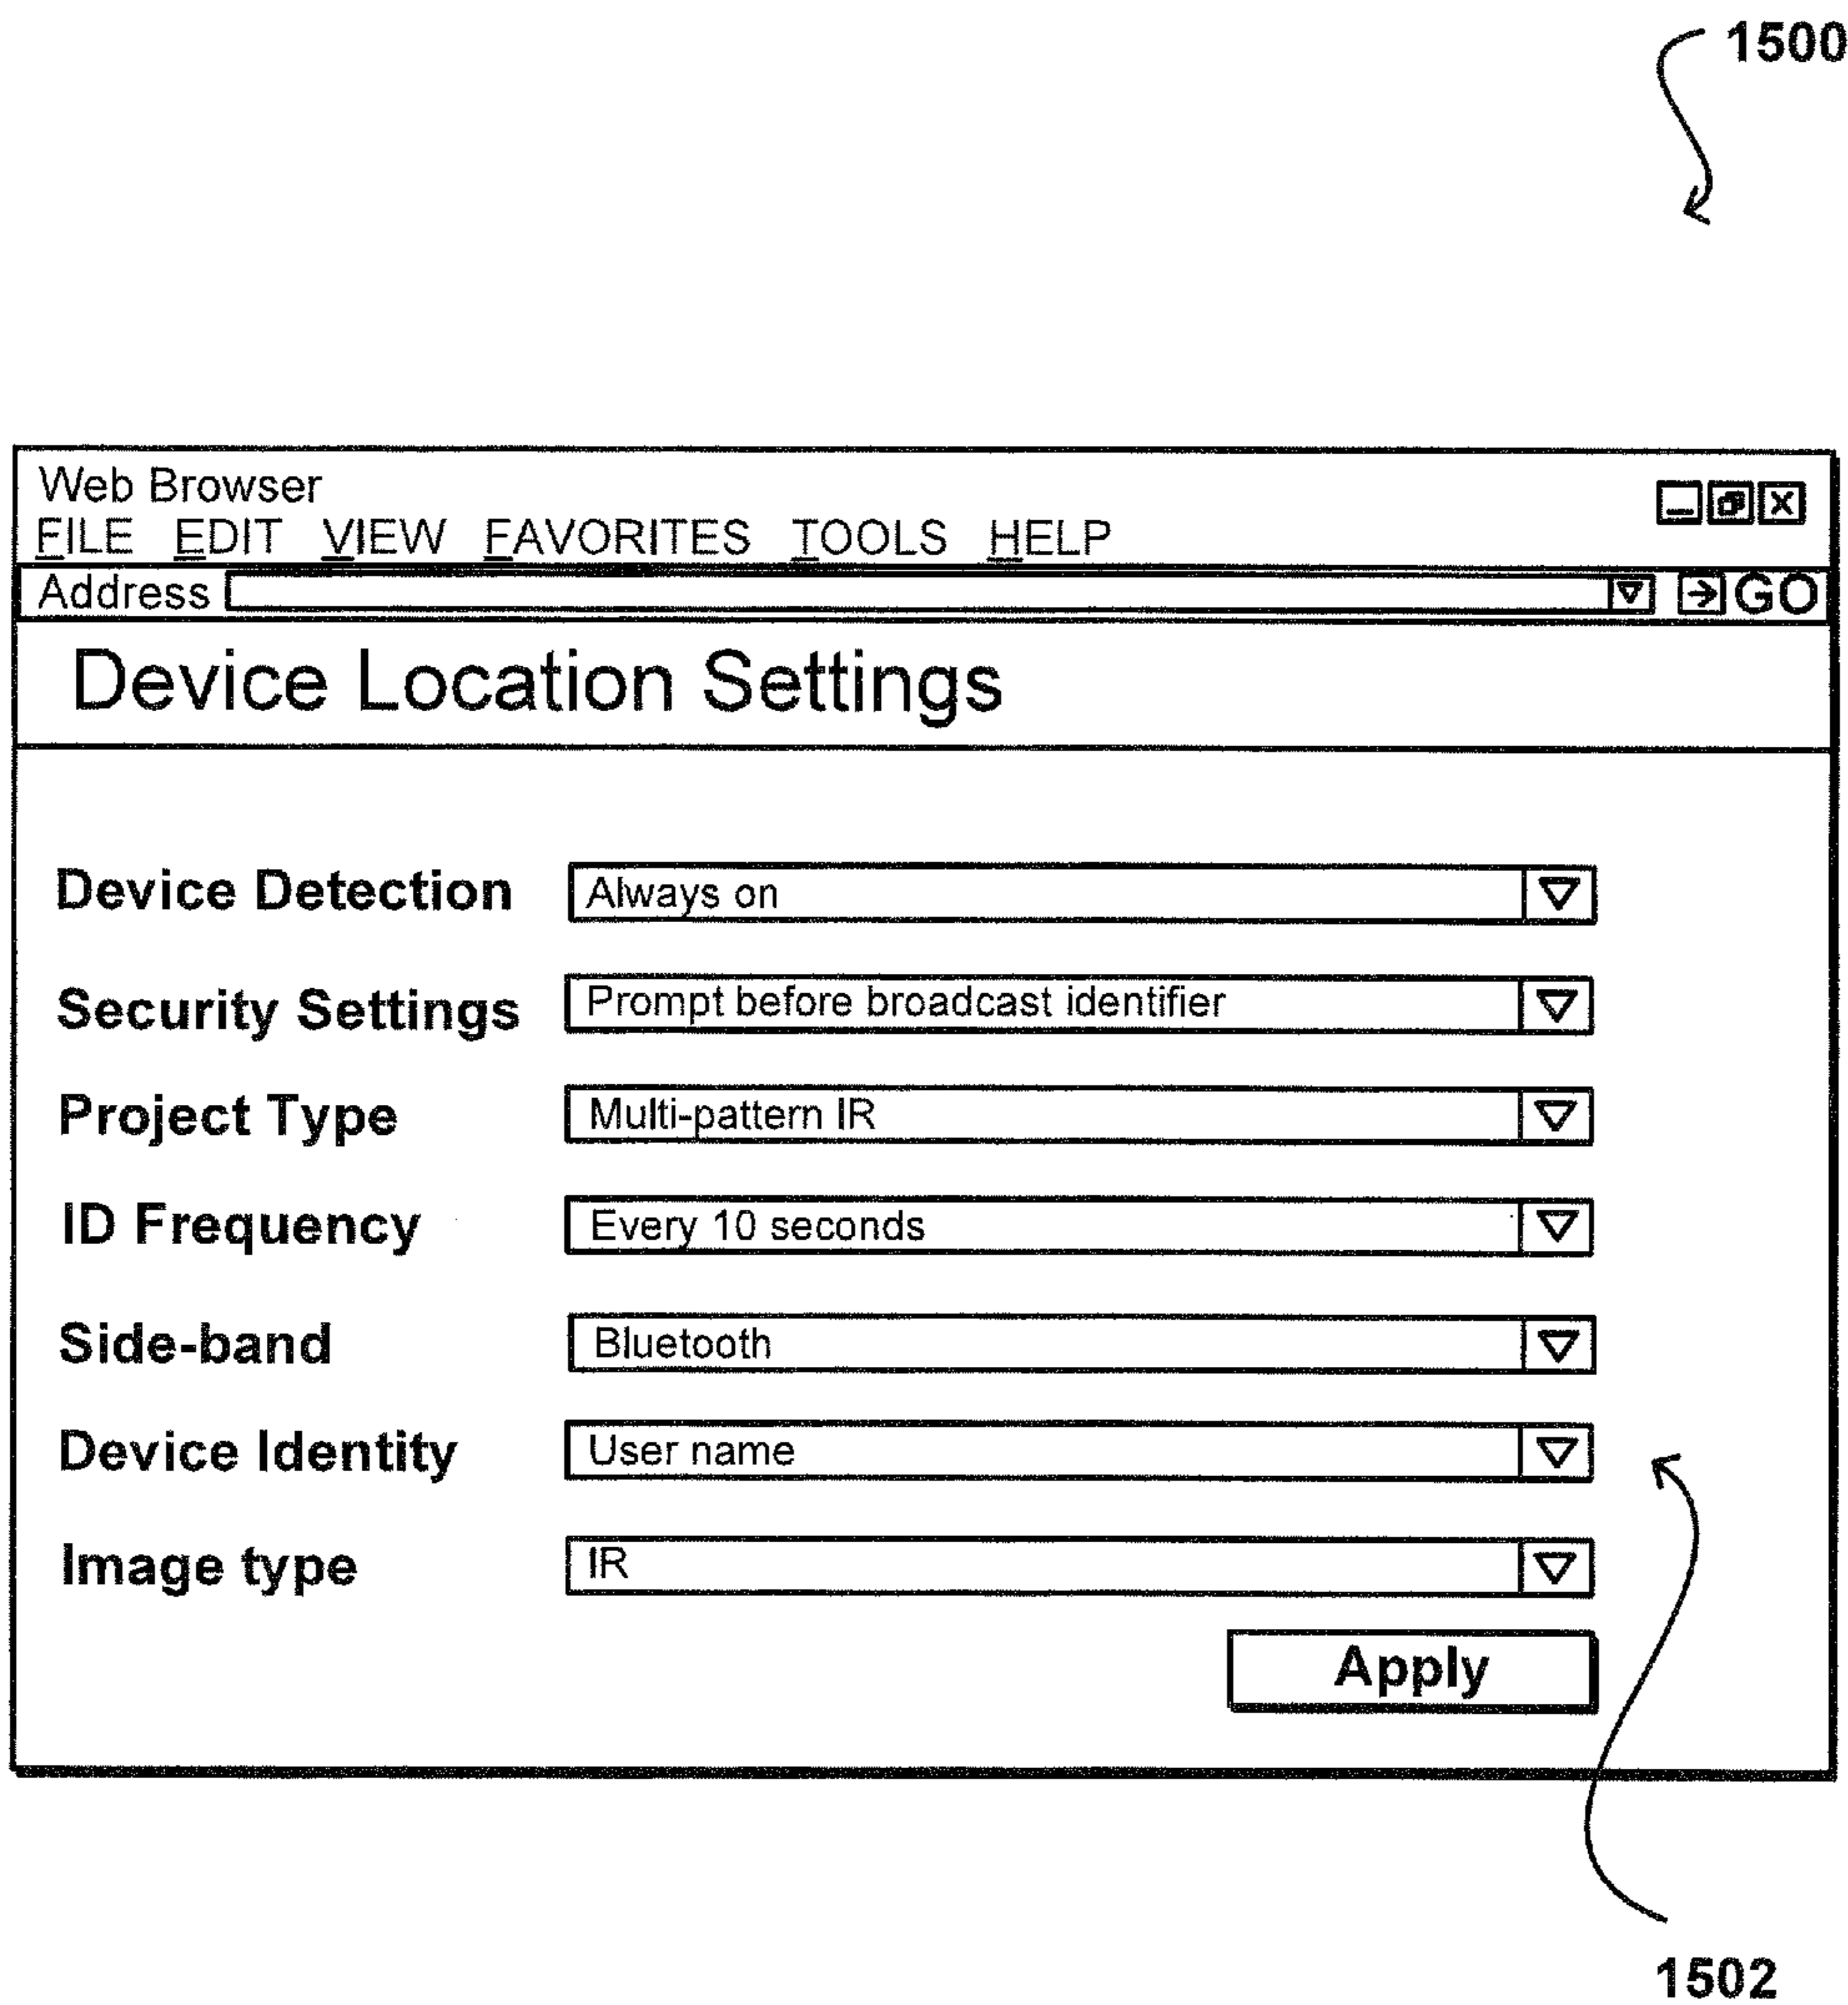 1500
Web Browser
FILE EDIT VIEW FAVORITES TOOLS HELP
Address GO
Device Location Settings
Device Detection Always on
Security Settings Prompt before broadcast identifier
Project Type Multi-pattern IR
ID Frequency Every 10 seconds
Side-band Bluetooth
Device Identity User name
Image type IR
Apply
1502